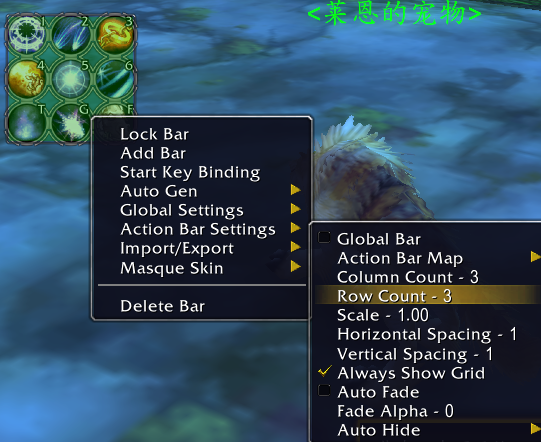 <莱恩的宠物>
1 2 3
4 5 6
T G F
Lock Bar
Add Bar
Start Key Binding
Auto Gen
Global Settings
Action Bar Settings
Import/Export
Masque Skin
Delete Bar
Global Bar
Action Bar Map
Column Count - 3
Row Count - 3
Scale - 1.00
Horizontal Spacing - 1
Vertical Spacing - 1
Always Show Grid
Auto Fade
Fade Alpha - 0
Auto Hide